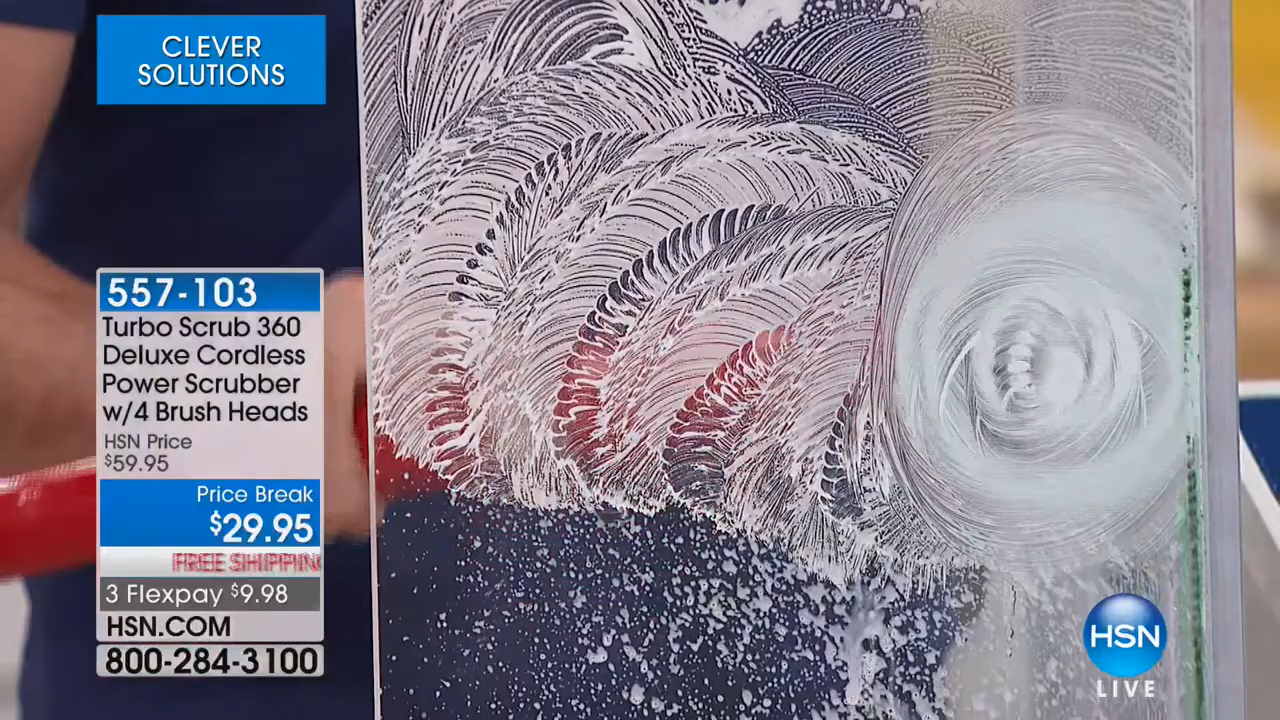 CLEVER
SOLUTIONS
557-103
Turbo Scrub 360
Deluxe Cordless
Power Scrubber
w/4 Brush Heads
HSN Price
$59.95
Price Break
$29.95
FREE SHIPPIN
3 Flexpay $9.98
HSN.COM
800-284-3100
HSN
LIVE